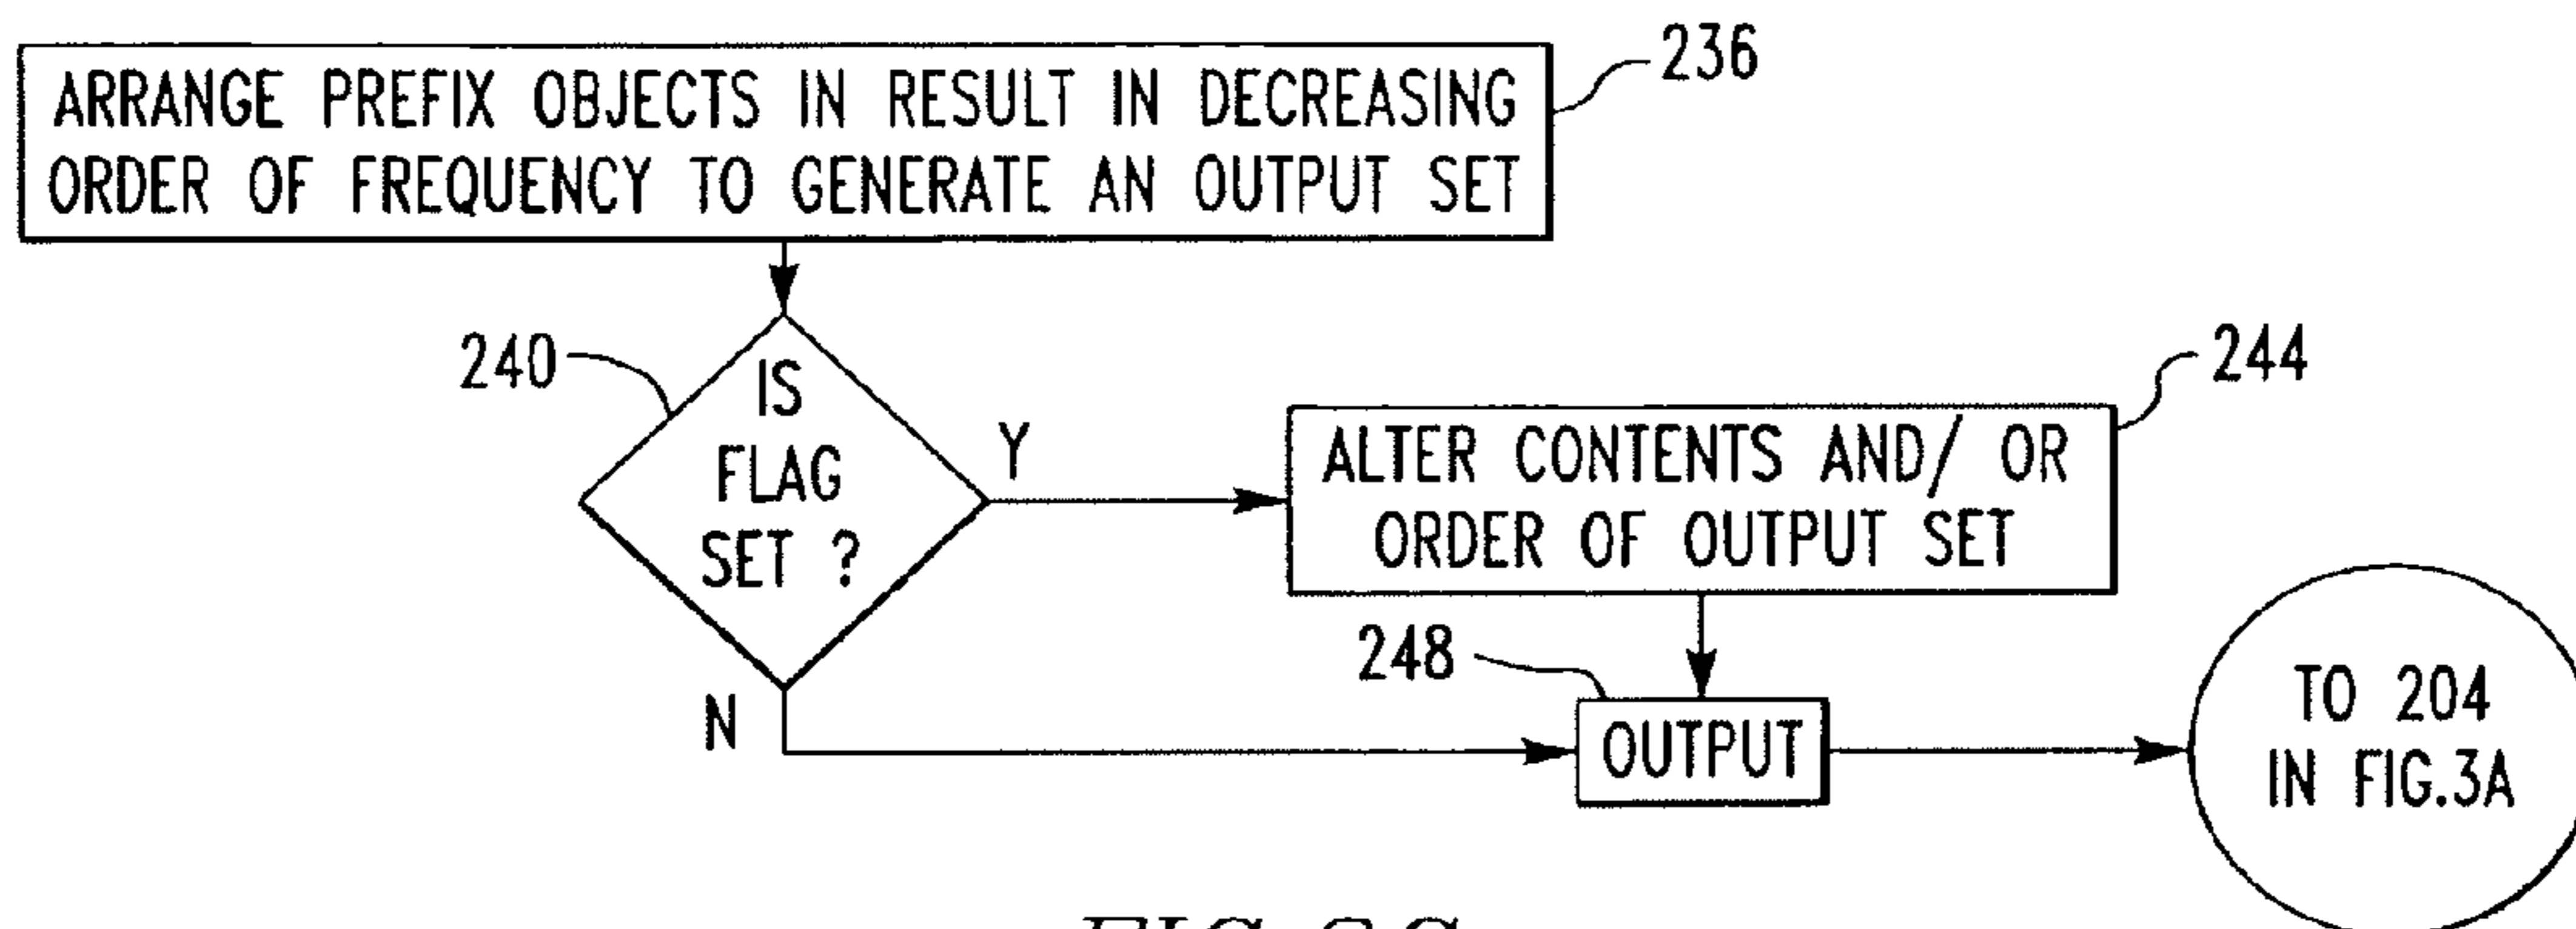 236
ARRANGE PREFIX OBJECTS IN RESULT IN DECREASING
ORDER OF FREQUENCY TO GENERATE AN OUTPUT SET
240
IS
FLAG
SET ?
Y
244
ALTER CONTENTS AND/ OR
ORDER OF OUTPUT SET
N
248
OUTPUT
TO 204
IN FIG.3A